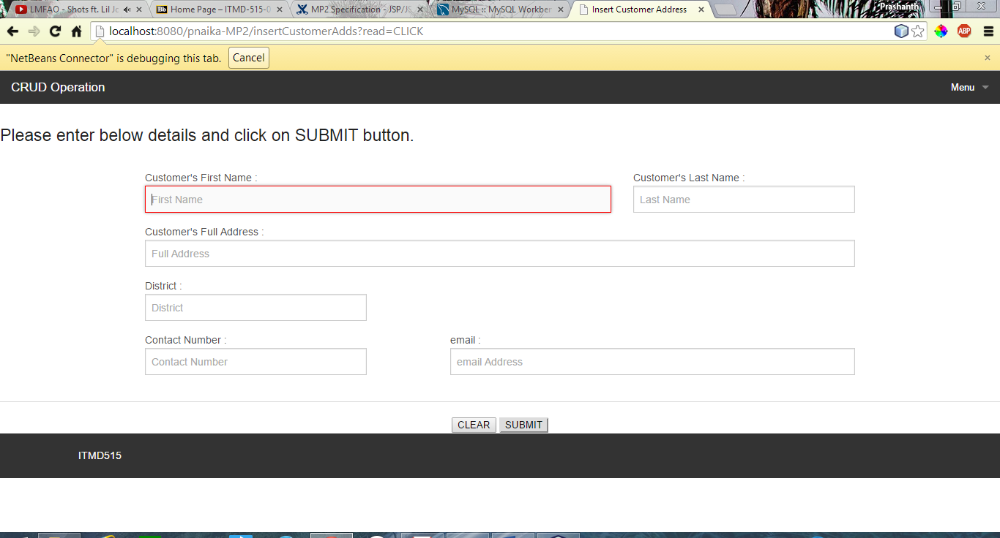 LMFAO - Shots ft. Lil Jo
Home Page – ITMD-515-0
MP2 Specification - JSP/JS
MySQL :: MySQL Workber
Insert Customer Address
Prashanth
localhost:8080/pnaika-MP2/insertCustomerAdds?read=CLICK
ABP
"NetBeans Connector" is debugging this tab. Cancel
CRUD Operation
Menu
Please enter below details and click on SUBMIT button.
Customer's First Name :
Customer's Last Name :
First Name
Last Name
Customer's Full Address :
Full Address
District :
District
Contact Number :
email :
Contact Number
email Address
CLEAR SUBMIT
ITMD515